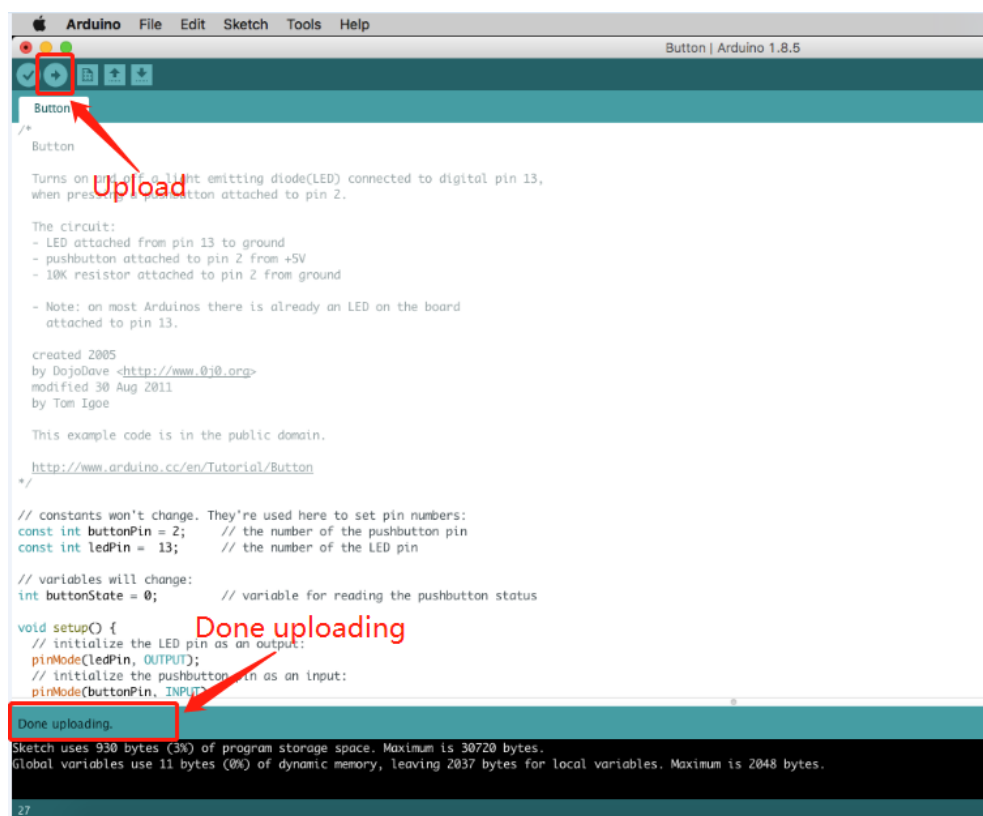 Arduino File Edit Sketch Tools Help
Button | Arduino 1.8.5
Button
/*
Button
Upload
Turns on and off a light emitting diode(LED) connected to digital pin 13,
when pressing a pushbutton attached to pin 2.
The circuit:
- LED attached from pin 13 to ground
- pushbutton attached to pin 2 from +5V
- 10K resistor attached to pin 2 from ground
- Note: on most Arduinos there is already an LED on the board
attached to pin 13.
created 2005
by DojoDave <http://www.0j0.org>
modified 30 Aug 2011
by Tom Igoe
This example code is in the public domain.
http://www.arduino.cc/en/Tutorial/Button
*/
// constants won't change. They're used here to set pin numbers:
const int buttonPin = 2;     // the number of the pushbutton pin
const int ledPin =  13;      // the number of the LED pin
// variables will change:
int buttonState = 0;         // variable for reading the pushbutton status
void setup() {
Done uploading
// initialize the LED pin as an output:
pinMode(ledPin, OUTPUT);
// initialize the pushbutton pin as an input:
pinMode(buttonPin, INPUT)
Done uploading.
Sketch uses 930 bytes (3%) of program storage space. Maximum is 30720 bytes.
Global variables use 11 bytes (0%) of dynamic memory, leaving 2037 bytes for local variables. Maximum is 2048 bytes.
27